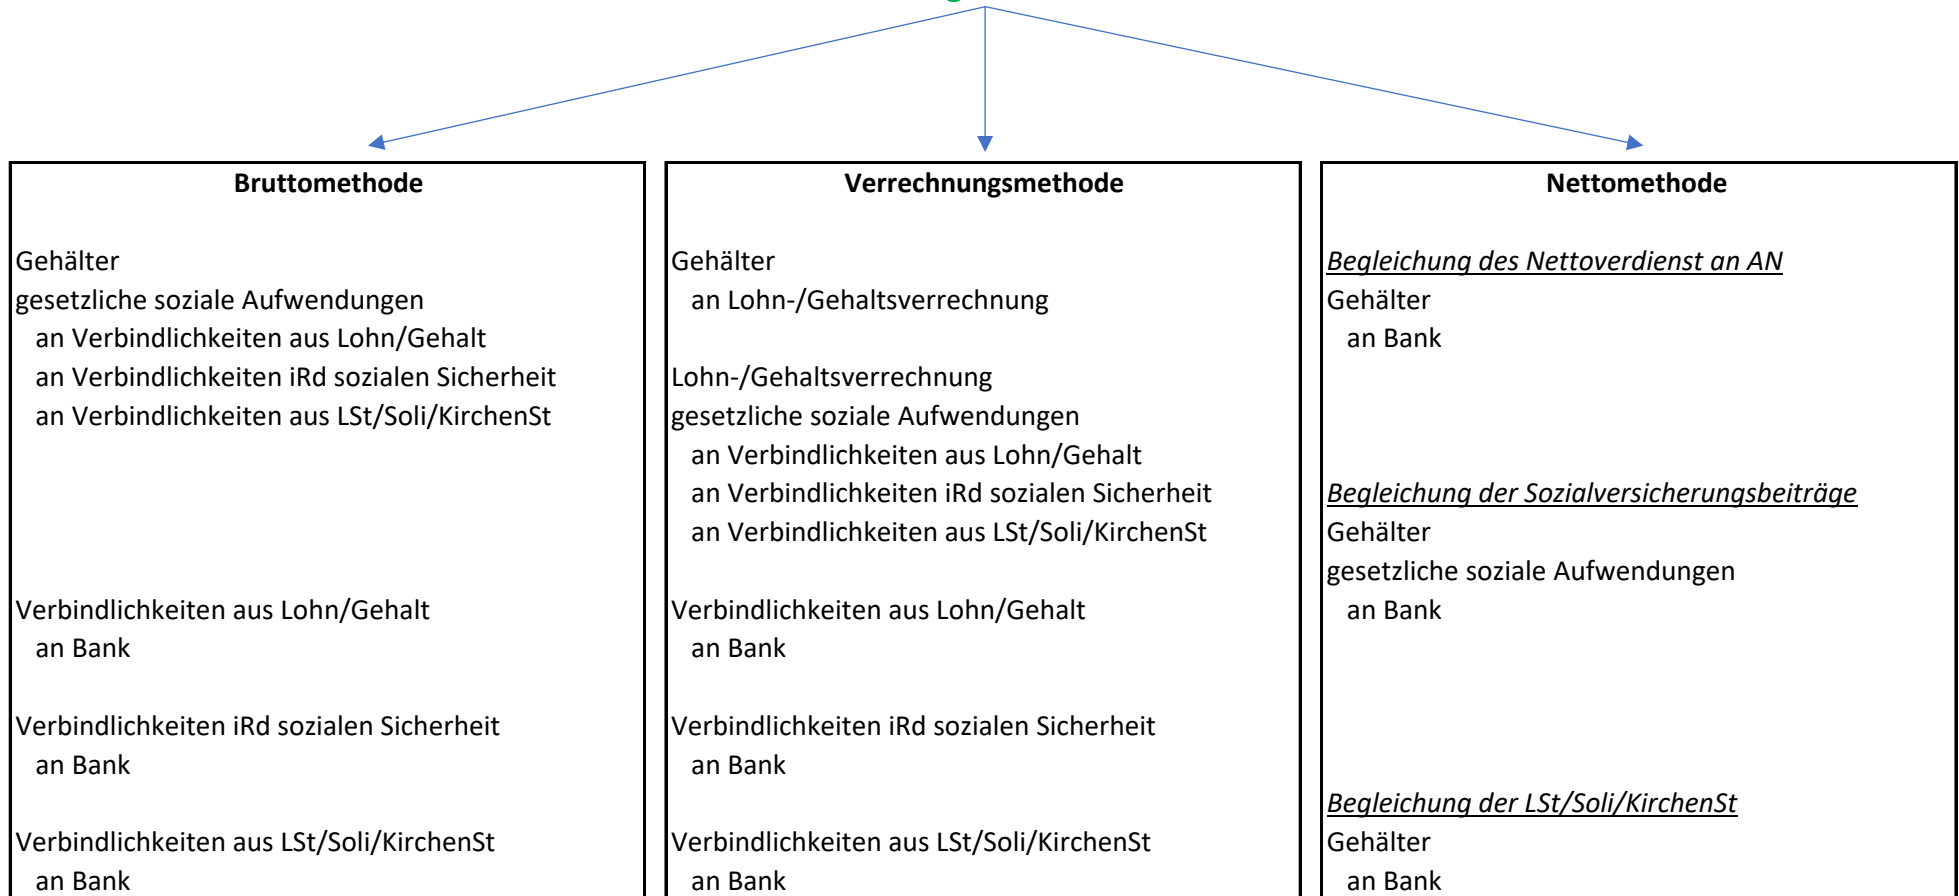 Bruttomethode
Gehälter
gesetzliche soziale Aufwendungen
an Verbindlichkeiten aus Lohn/Gehalt
an Verbindlichkeiten iRd sozialen Sicherheit
an Verbindlichkeiten aus LSt/Soli/KirchenSt
Verbindlichkeiten aus Lohn/Gehalt
an Bank
Verbindlichkeiten iRd sozialen Sicherheit
an Bank
Verbindlichkeiten aus LSt/Soli/KirchenSt
an Bank
Verrechnungsmethode
Gehälter
an Lohn-/Gehaltsverrechnung
Lohn-/Gehaltsverrechnung
gesetzliche soziale Aufwendungen
an Verbindlichkeiten aus Lohn/Gehalt
an Verbindlichkeiten iRd sozialen Sicherheit
an Verbindlichkeiten aus LSt/Soli/KirchenSt
Verbindlichkeiten aus Lohn/Gehalt
an Bank
Verbindlichkeiten iRd sozialen Sicherheit
an Bank
Verbindlichkeiten aus LSt/Soli/KirchenSt
an Bank
Nettomethode
Begleichung des Nettoverdienst an AN
Gehälter
an Bank
Begleichung der Sozialversicherungsbeiträge
Gehälter
gesetzliche soziale Aufwendungen
an Bank
Begleichung der LSt/Soli/KirchenSt
Gehälter
an Bank